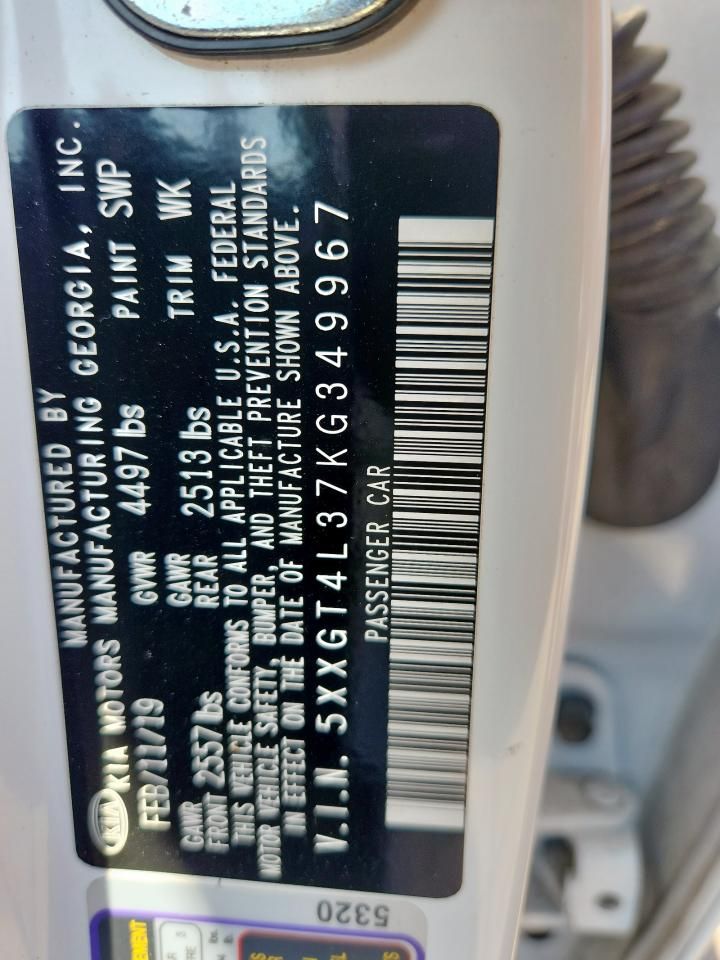 MANUFACTURED BY
KIA KIA MOTORS MANUFACTURING GEORGIA, INC.
FEB/11/19 GVWR 4497 lbs PAINT SWP
GAWR FRONT 2557 lbs GAWR REAR 2513 lbs TRIM WK
THIS VEHICLE CONFORMS TO ALL APPLICABLE U.S.A. FEDERAL
MOTOR VEHICLE SAFETY, BUMPER, AND THEFT PREVENTION STANDARDS
IN EFFECT ON THE DATE OF MANUFACTURE SHOWN ABOVE.
V.I.N. 5XXGT4L37KG349967
PASSENGER CAR
5320